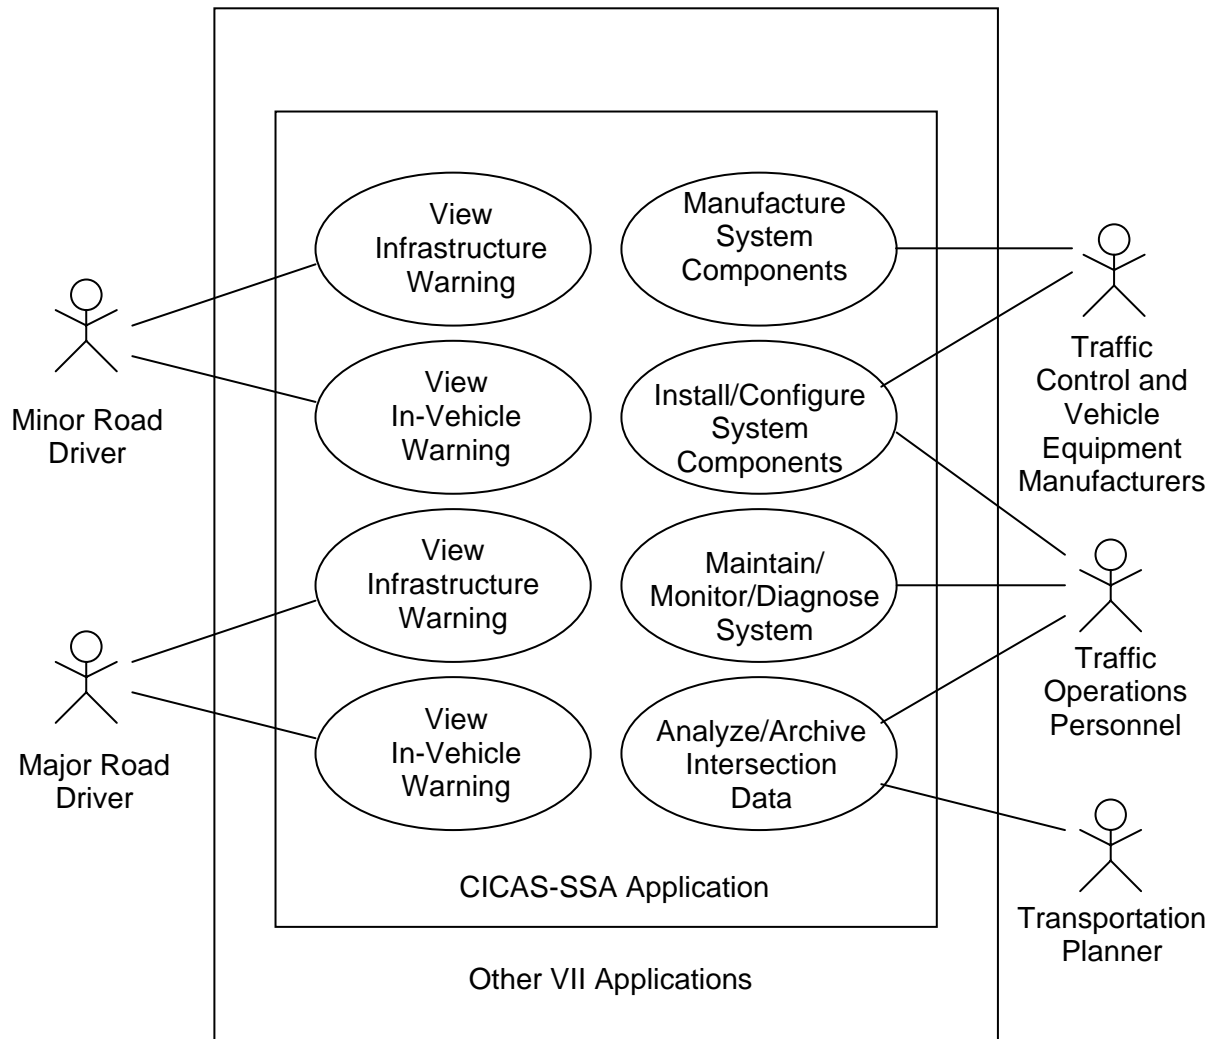 View
Infrastructure
Warning
Manufacture
System
Components
Minor Road
Driver
View
In-Vehicle
Warning
Install/Configure
System
Components
Traffic
Control and
Vehicle
Equipment
Manufacturers
View
Infrastructure
Warning
Maintain/
Monitor/Diagnose
System
Major Road
Driver
View
In-Vehicle
Warning
Analyze/Archive
Intersection
Data
Traffic
Operations
Personnel
CICAS-SSA Application
Transportation
Planner
Other VII Applications